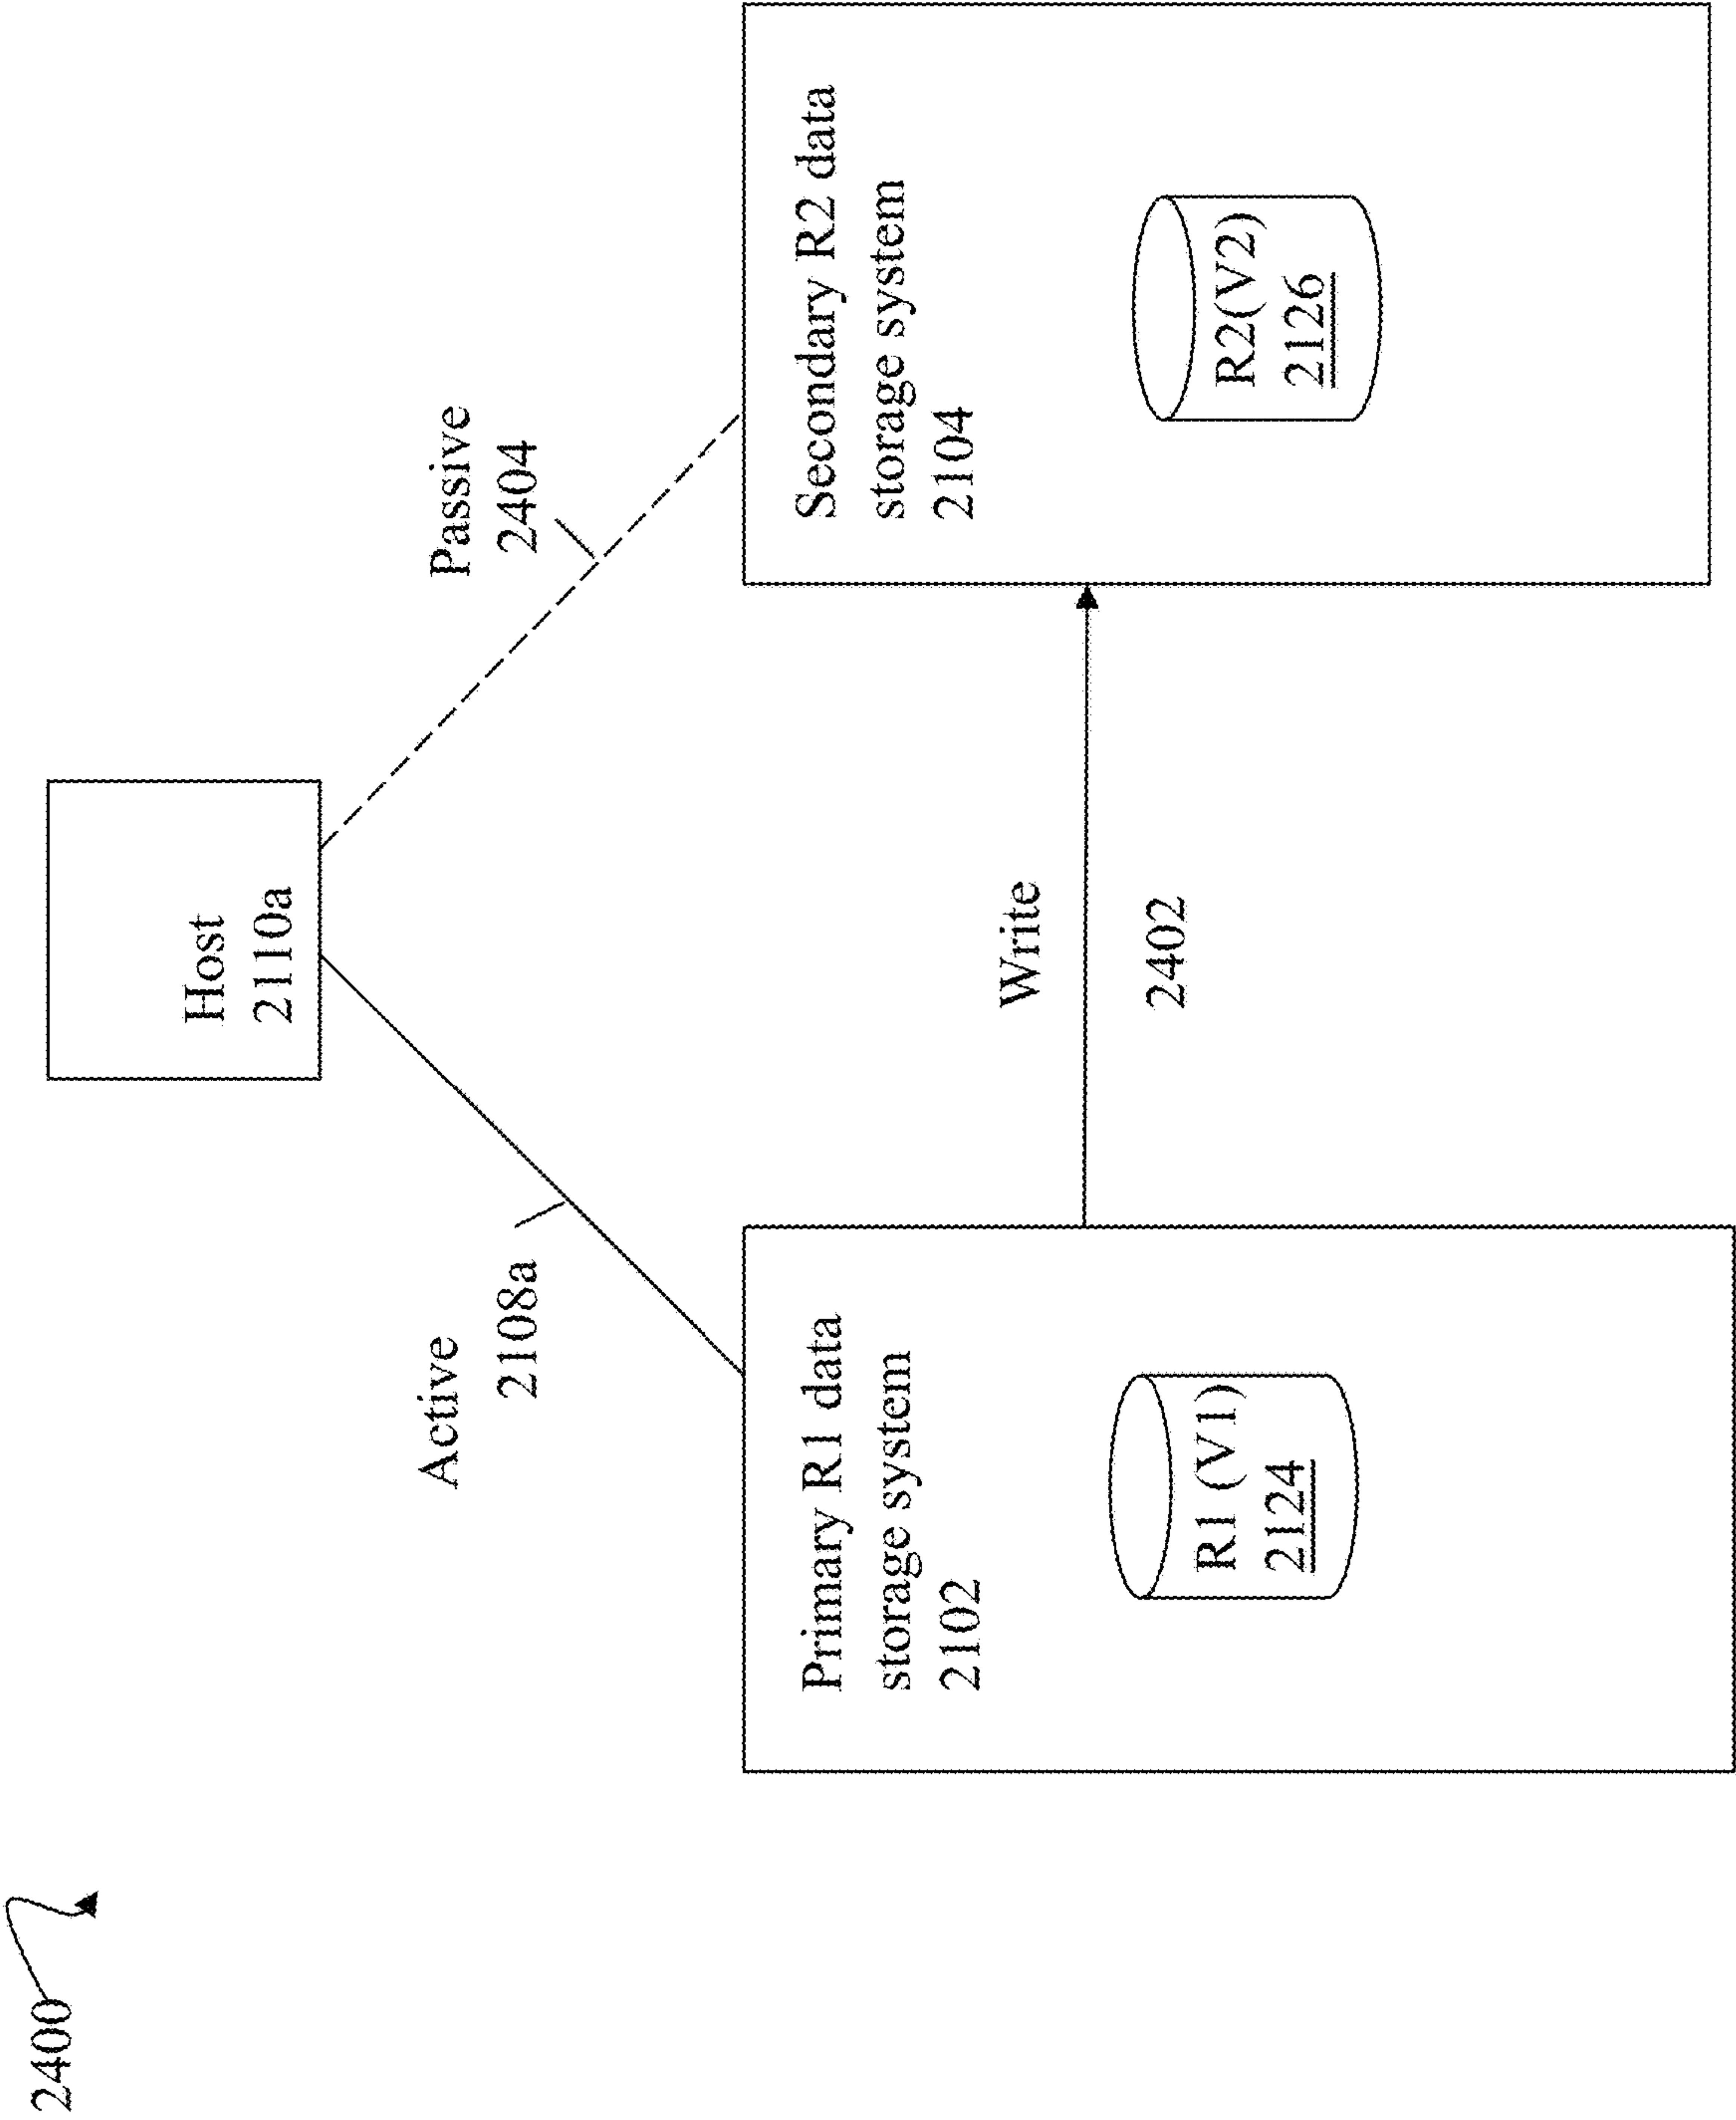 2400
Host
2110a
Active
2108a
Passive
2404
Primary R1 data
storage system
2102
R1 (V1)
2124
Write
2402
Secondary R2 data
storage system
2104
R2(V2)
2126